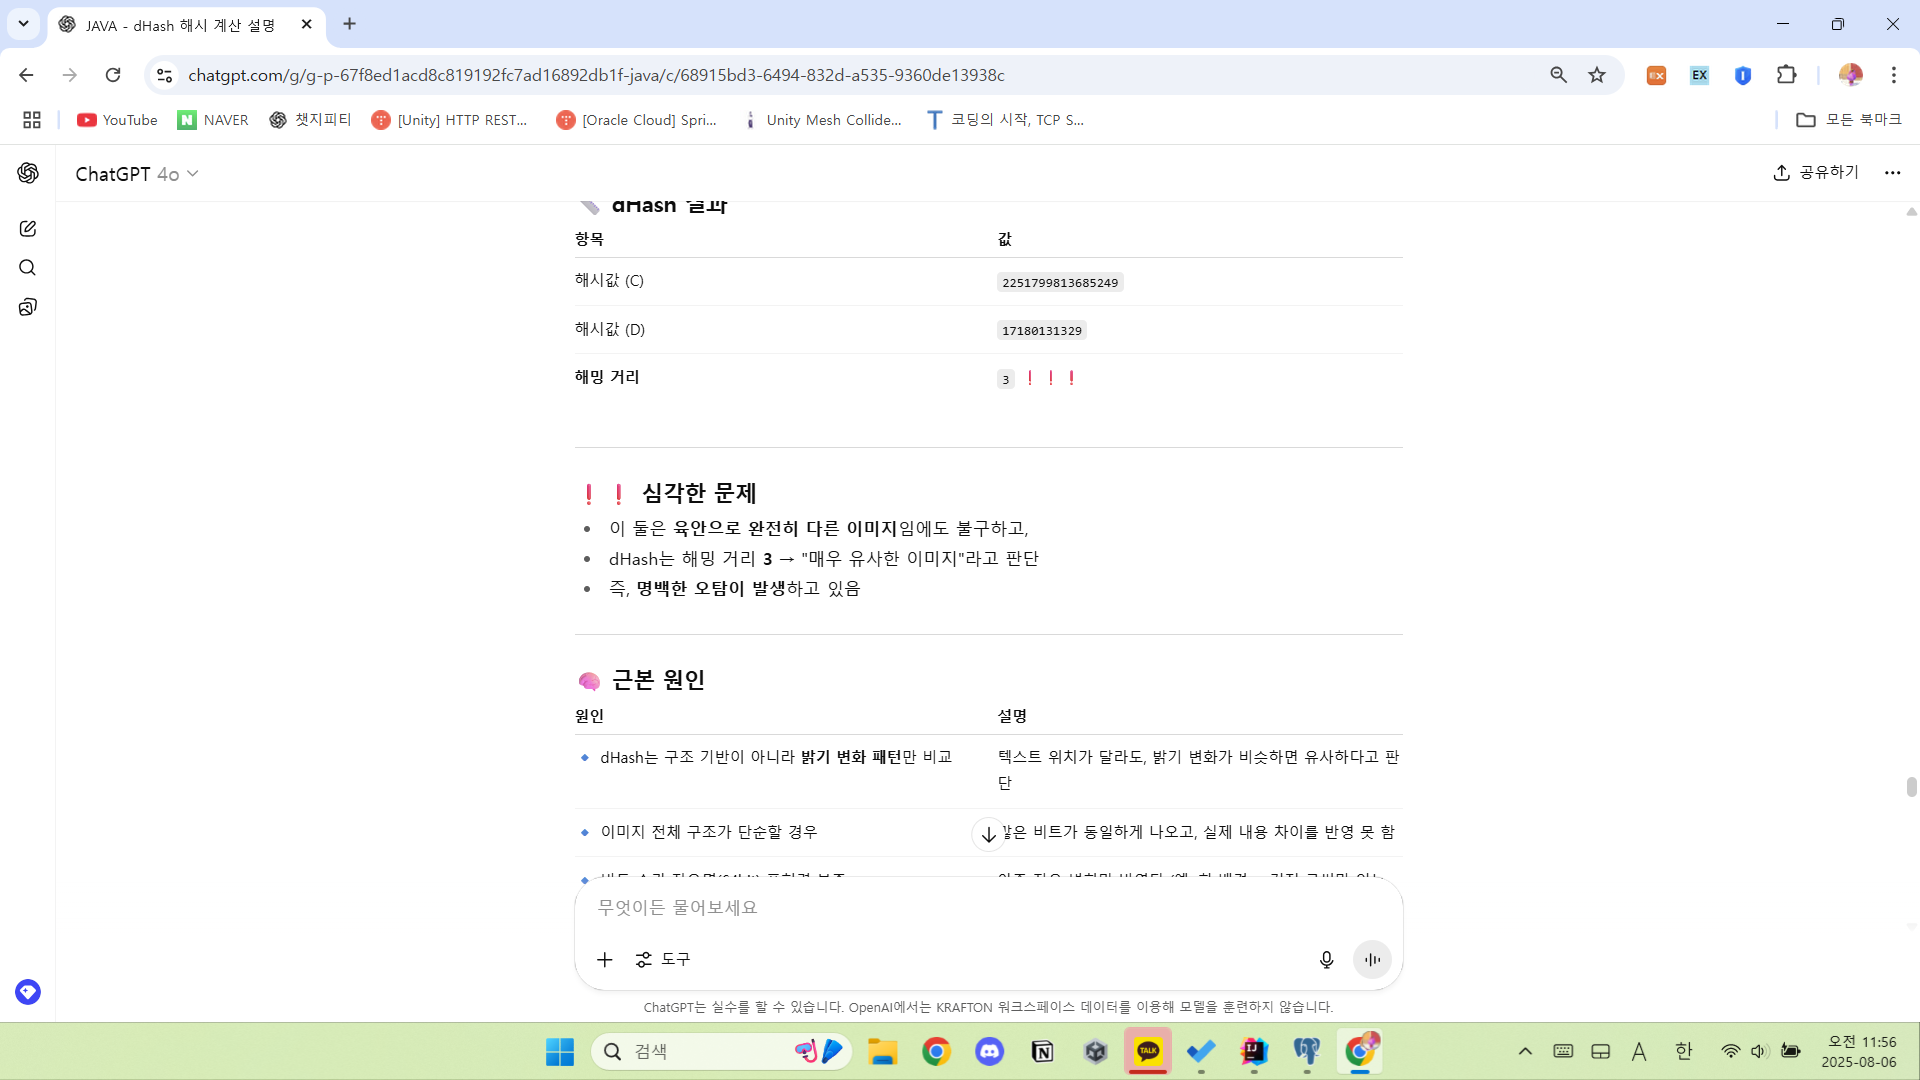 JAVA - dHash 해시 계산 설명
chatgpt.com/g/g-p-67f8ed1acd8c819192fc7ad16892db1f-java/c/68915bd3-6494-832d-a535-9360de13938c
EX
YouTube
NAVER
챗지피티
[Unity] HTTP REST...
[Oracle Cloud] Spri...
Unity Mesh Collide...
코딩의 시작, TCP S...
모든 북마크
ChatGPT 4o
공유하기
dHash 결과
항목 값
해시값 (C) 2251799813685249
해시값 (D) 17180131329
해밍 거리 3 ❗❗❗
❗❗ 심각한 문제
• 이 둘은 육안으로 완전히 다른 이미지임에도 불구하고,
• dHash는 해밍 거리 3 → "매우 유사한 이미지"라고 판단
• 즉, 명백한 오탐이 발생하고 있음
🧠 근본 원인
원인 설명
🔹 dHash는 구조 기반이 아니라 밝기 변화 패턴만 비교 텍스트 위치가 달라도, 밝기 변화가 비슷하면 유사하다고 판
단
🔹 이미지 전체 구조가 단순할 경우 많은 비트가 동일하게 나오고, 실제 내용 차이를 반영 못 함
무엇이든 물어보세요
도구
ChatGPT는 실수를 할 수 있습니다. OpenAI에서는 KRAFTON 워크스페이스 데이터를 이용해 모델을 훈련하지 않습니다.
검색
TALK
A
한
오전 11:56
2025-08-06